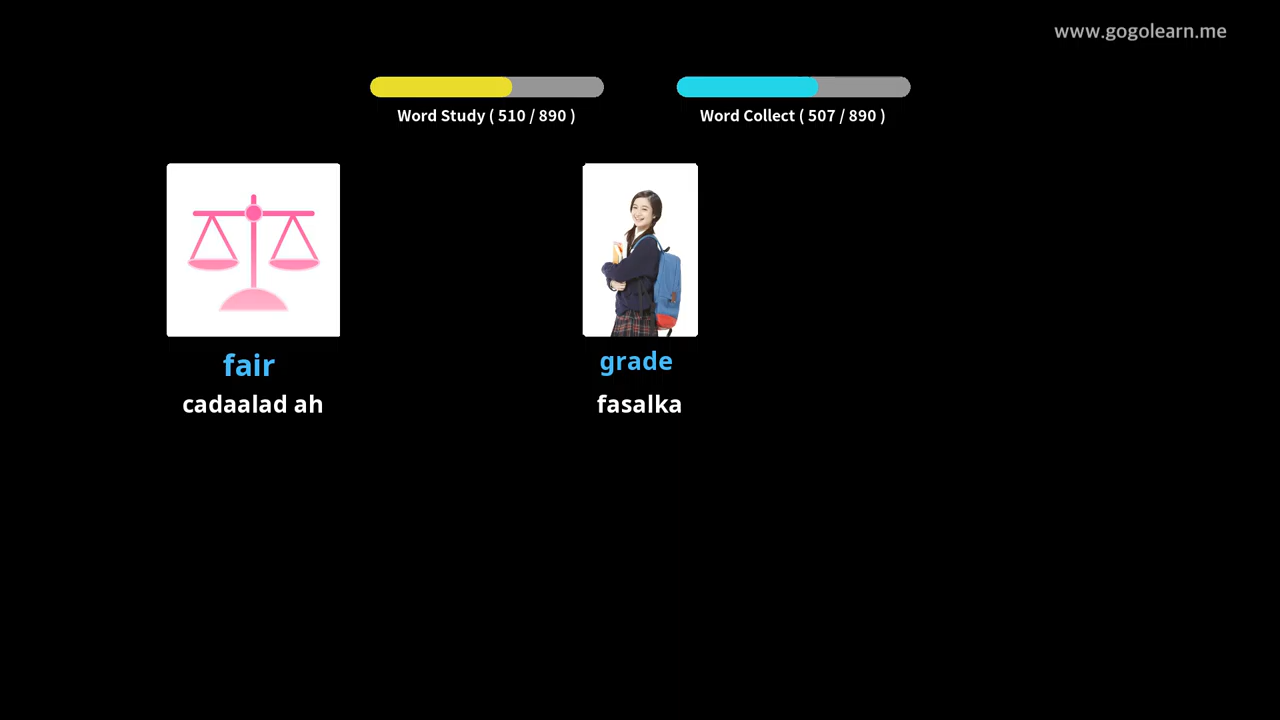 www.gogolearn.me
Word Study ( 510 / 890 )
Word Collect ( 507 / 890 )
fair
cadaalad ah
grade
fasalka